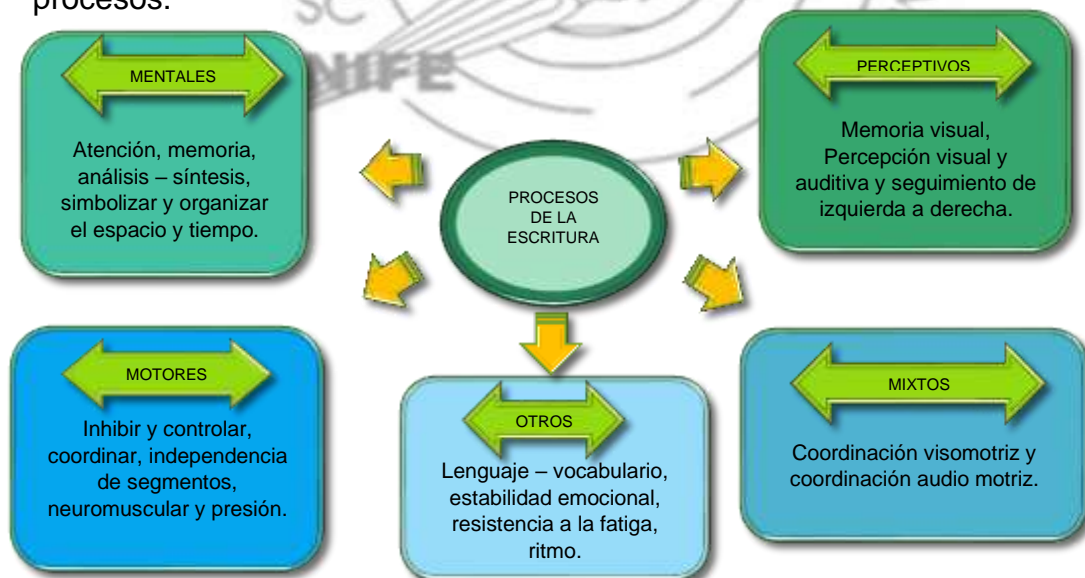 procesos:
SC
NIFE
MENTALES
Atención, memoria,
análisis – síntesis,
simbolizar y organizar
el espacio y tiempo.
PERCEPTIVOS
Memoria visual,
Percepción visual y
auditiva y seguimiento de
izquierda a derecha.
PROCESOS
DE LA
ESCRITURA
MOTORES
Inhibir y controlar,
coordinar, independencia
de segmentos,
neuromuscular y presión.
OTROS
Lenguaje – vocabulario,
estabilidad emocional,
resistencia a la fatiga,
ritmo.
MIXTOS
Coordinación visomotriz y
coordinación audio motriz.